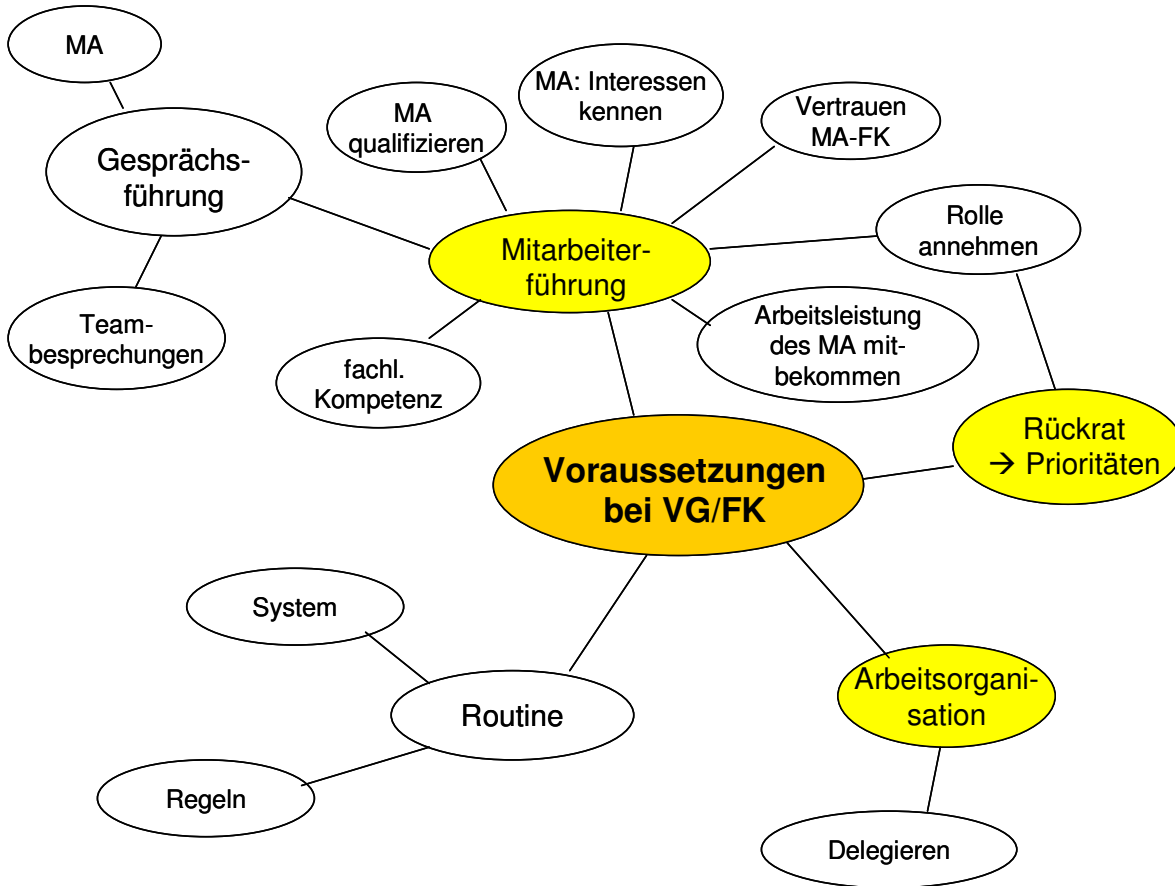 MA
MA: Interessen
kennen
MA
qualifizieren
Vertrauen
MA-FK
Gesprächs-
führung
Rolle
annehmen
Mitarbeiter-
führung
Team-
besprechungen
Arbeitsleistung
des MA mit-
bekommen
fachl.
Kompetenz
Rückrat
→ Prioritäten
Voraussetzungen
bei VG/FK
System
Arbeitsorgani-
sation
Routine
Regeln
Delegieren